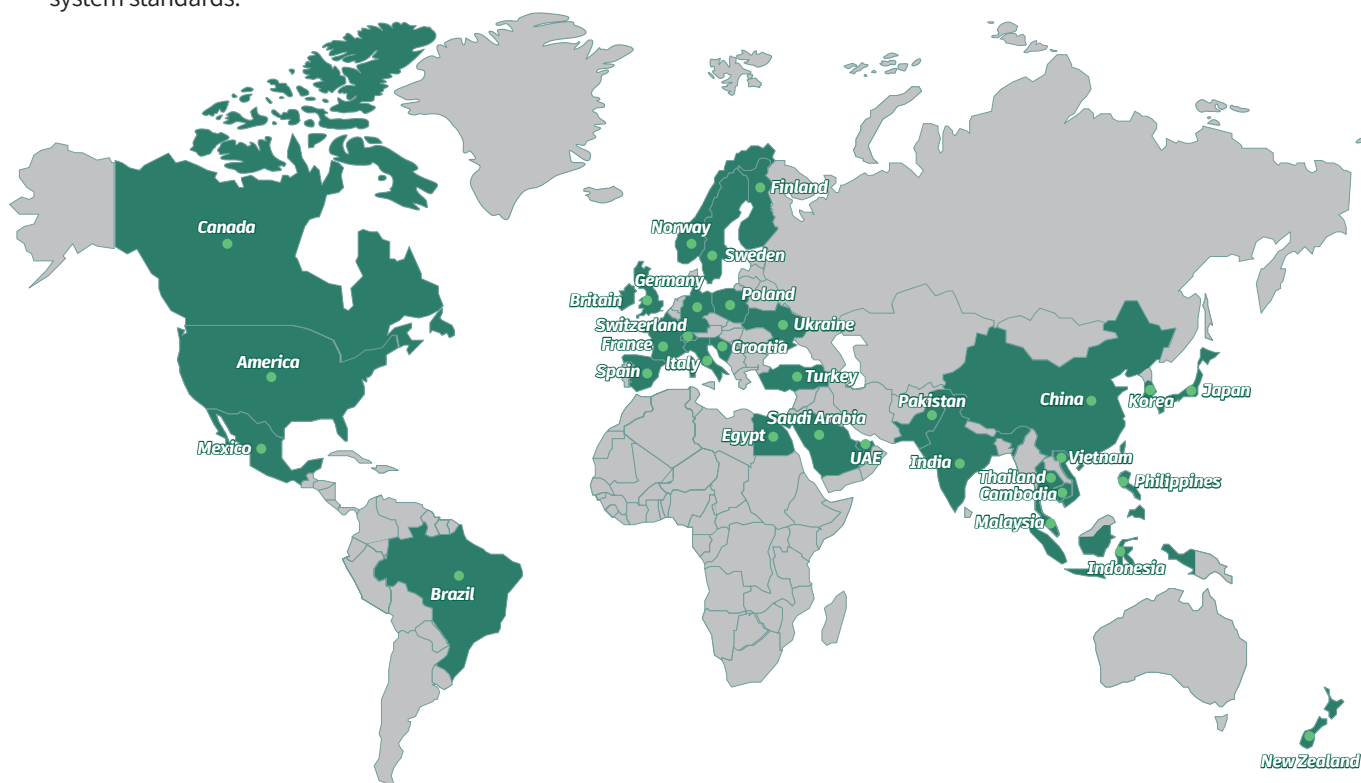 system standards.
Finland
Canada
Norway
Sweden
Germany
Poland
Britain
Ukraine
Switzerland
France
Croatia
America
Italy
Spain
Turkey
Pakistan
China
Korea
Japan
Saudi Arabia
Egypt
Mexico
UAE
India
Vietnam
Thailand
Philippines
Cambodia
Malaysia
Indonesia
Brazil
New Zealand